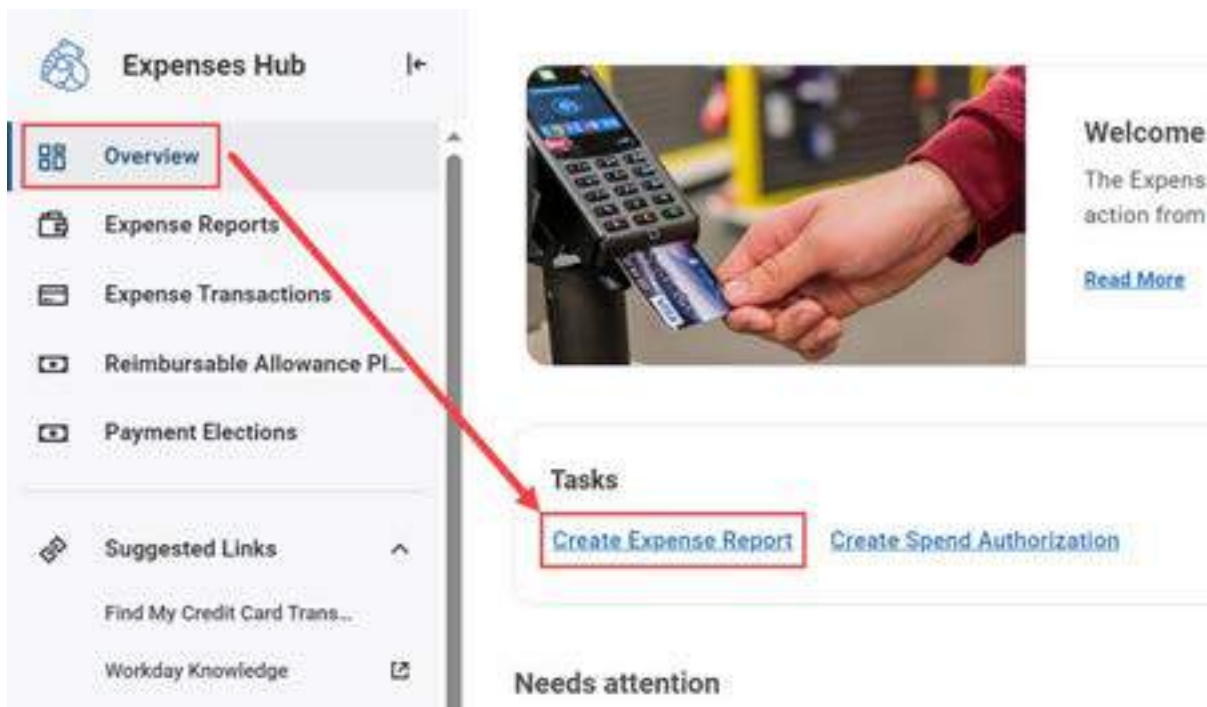 Expenses Hub
Overview
Expense Reports
Expense Transactions
Reimbursable Allowance Pl...
Payment Elections
Suggested Links
Find My Credit Card Trans...
Workday Knowledge
Welcome
The Expens
action from
Read More
Tasks
Create Expense Report Create Spend Authorization
Needs attention
VISA